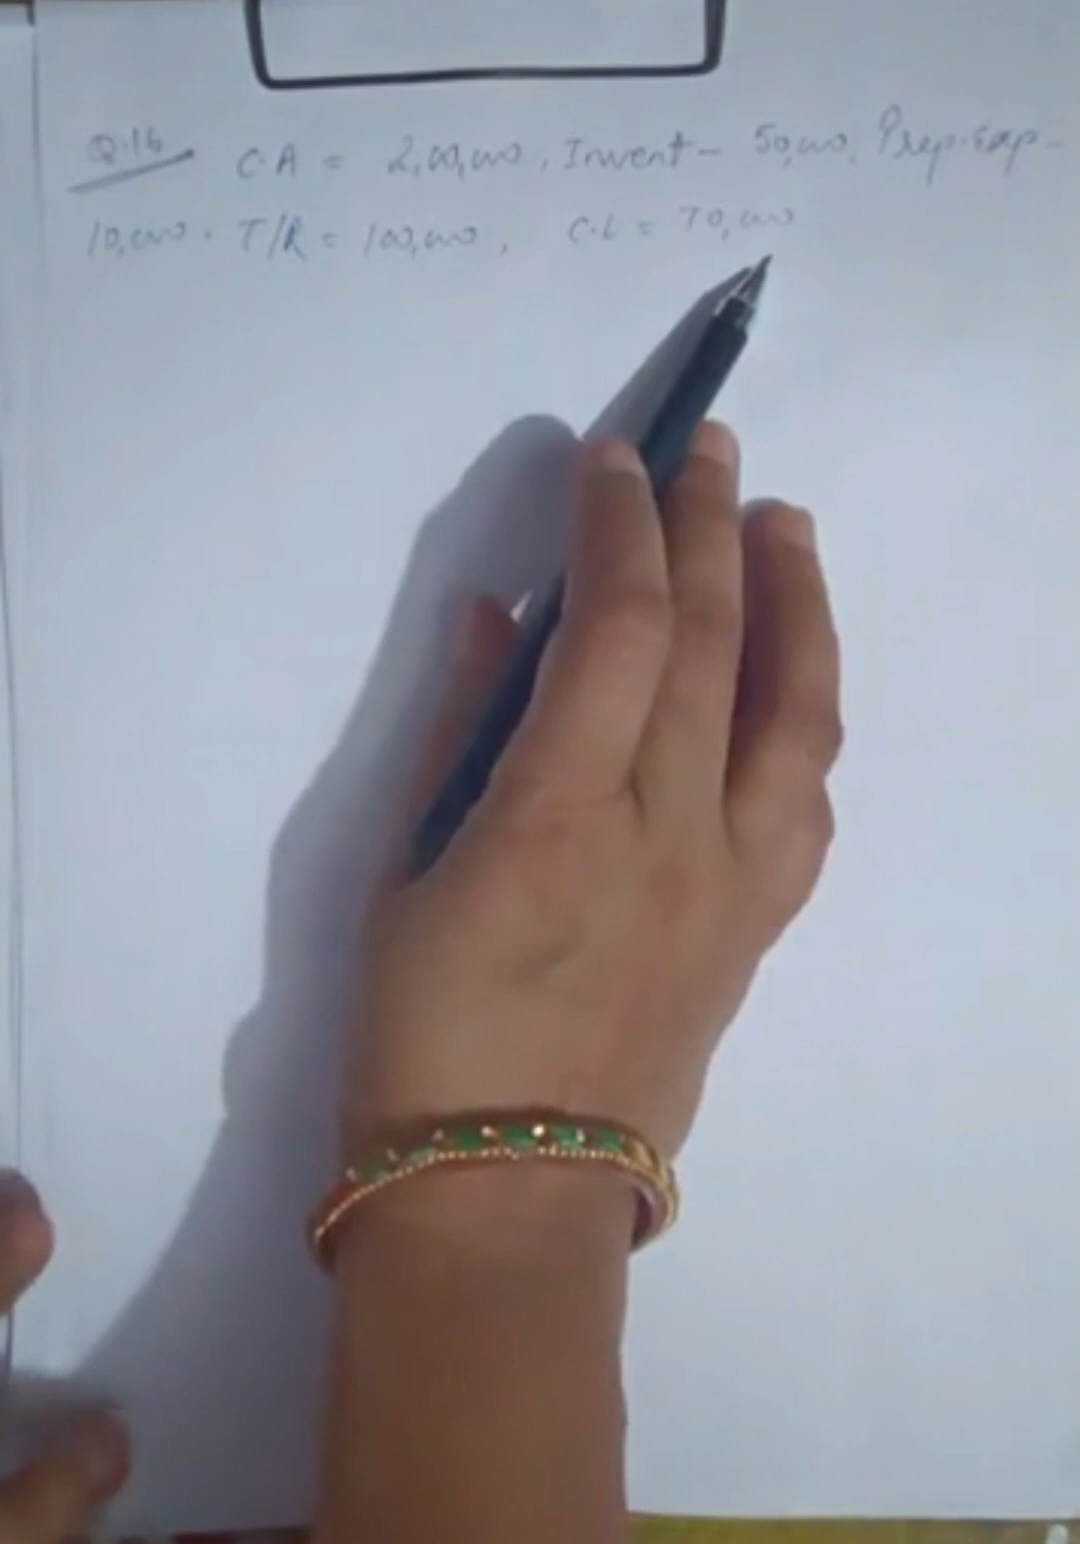 Q.16 C.A = 2,00,000, Invent - 50,000, Prep. Exp -
10,000. T/R = 100,000, C.L = 70,000